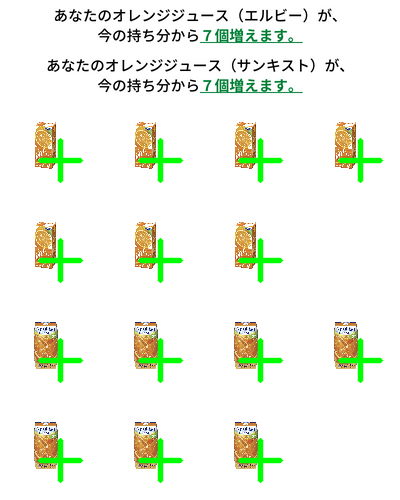 あなたのオレンジジュース（エルビー）が、
今の持ち分から７個増えます。
あなたのオレンジジュース（サンキスト）が、
今の持ち分から７個増えます。